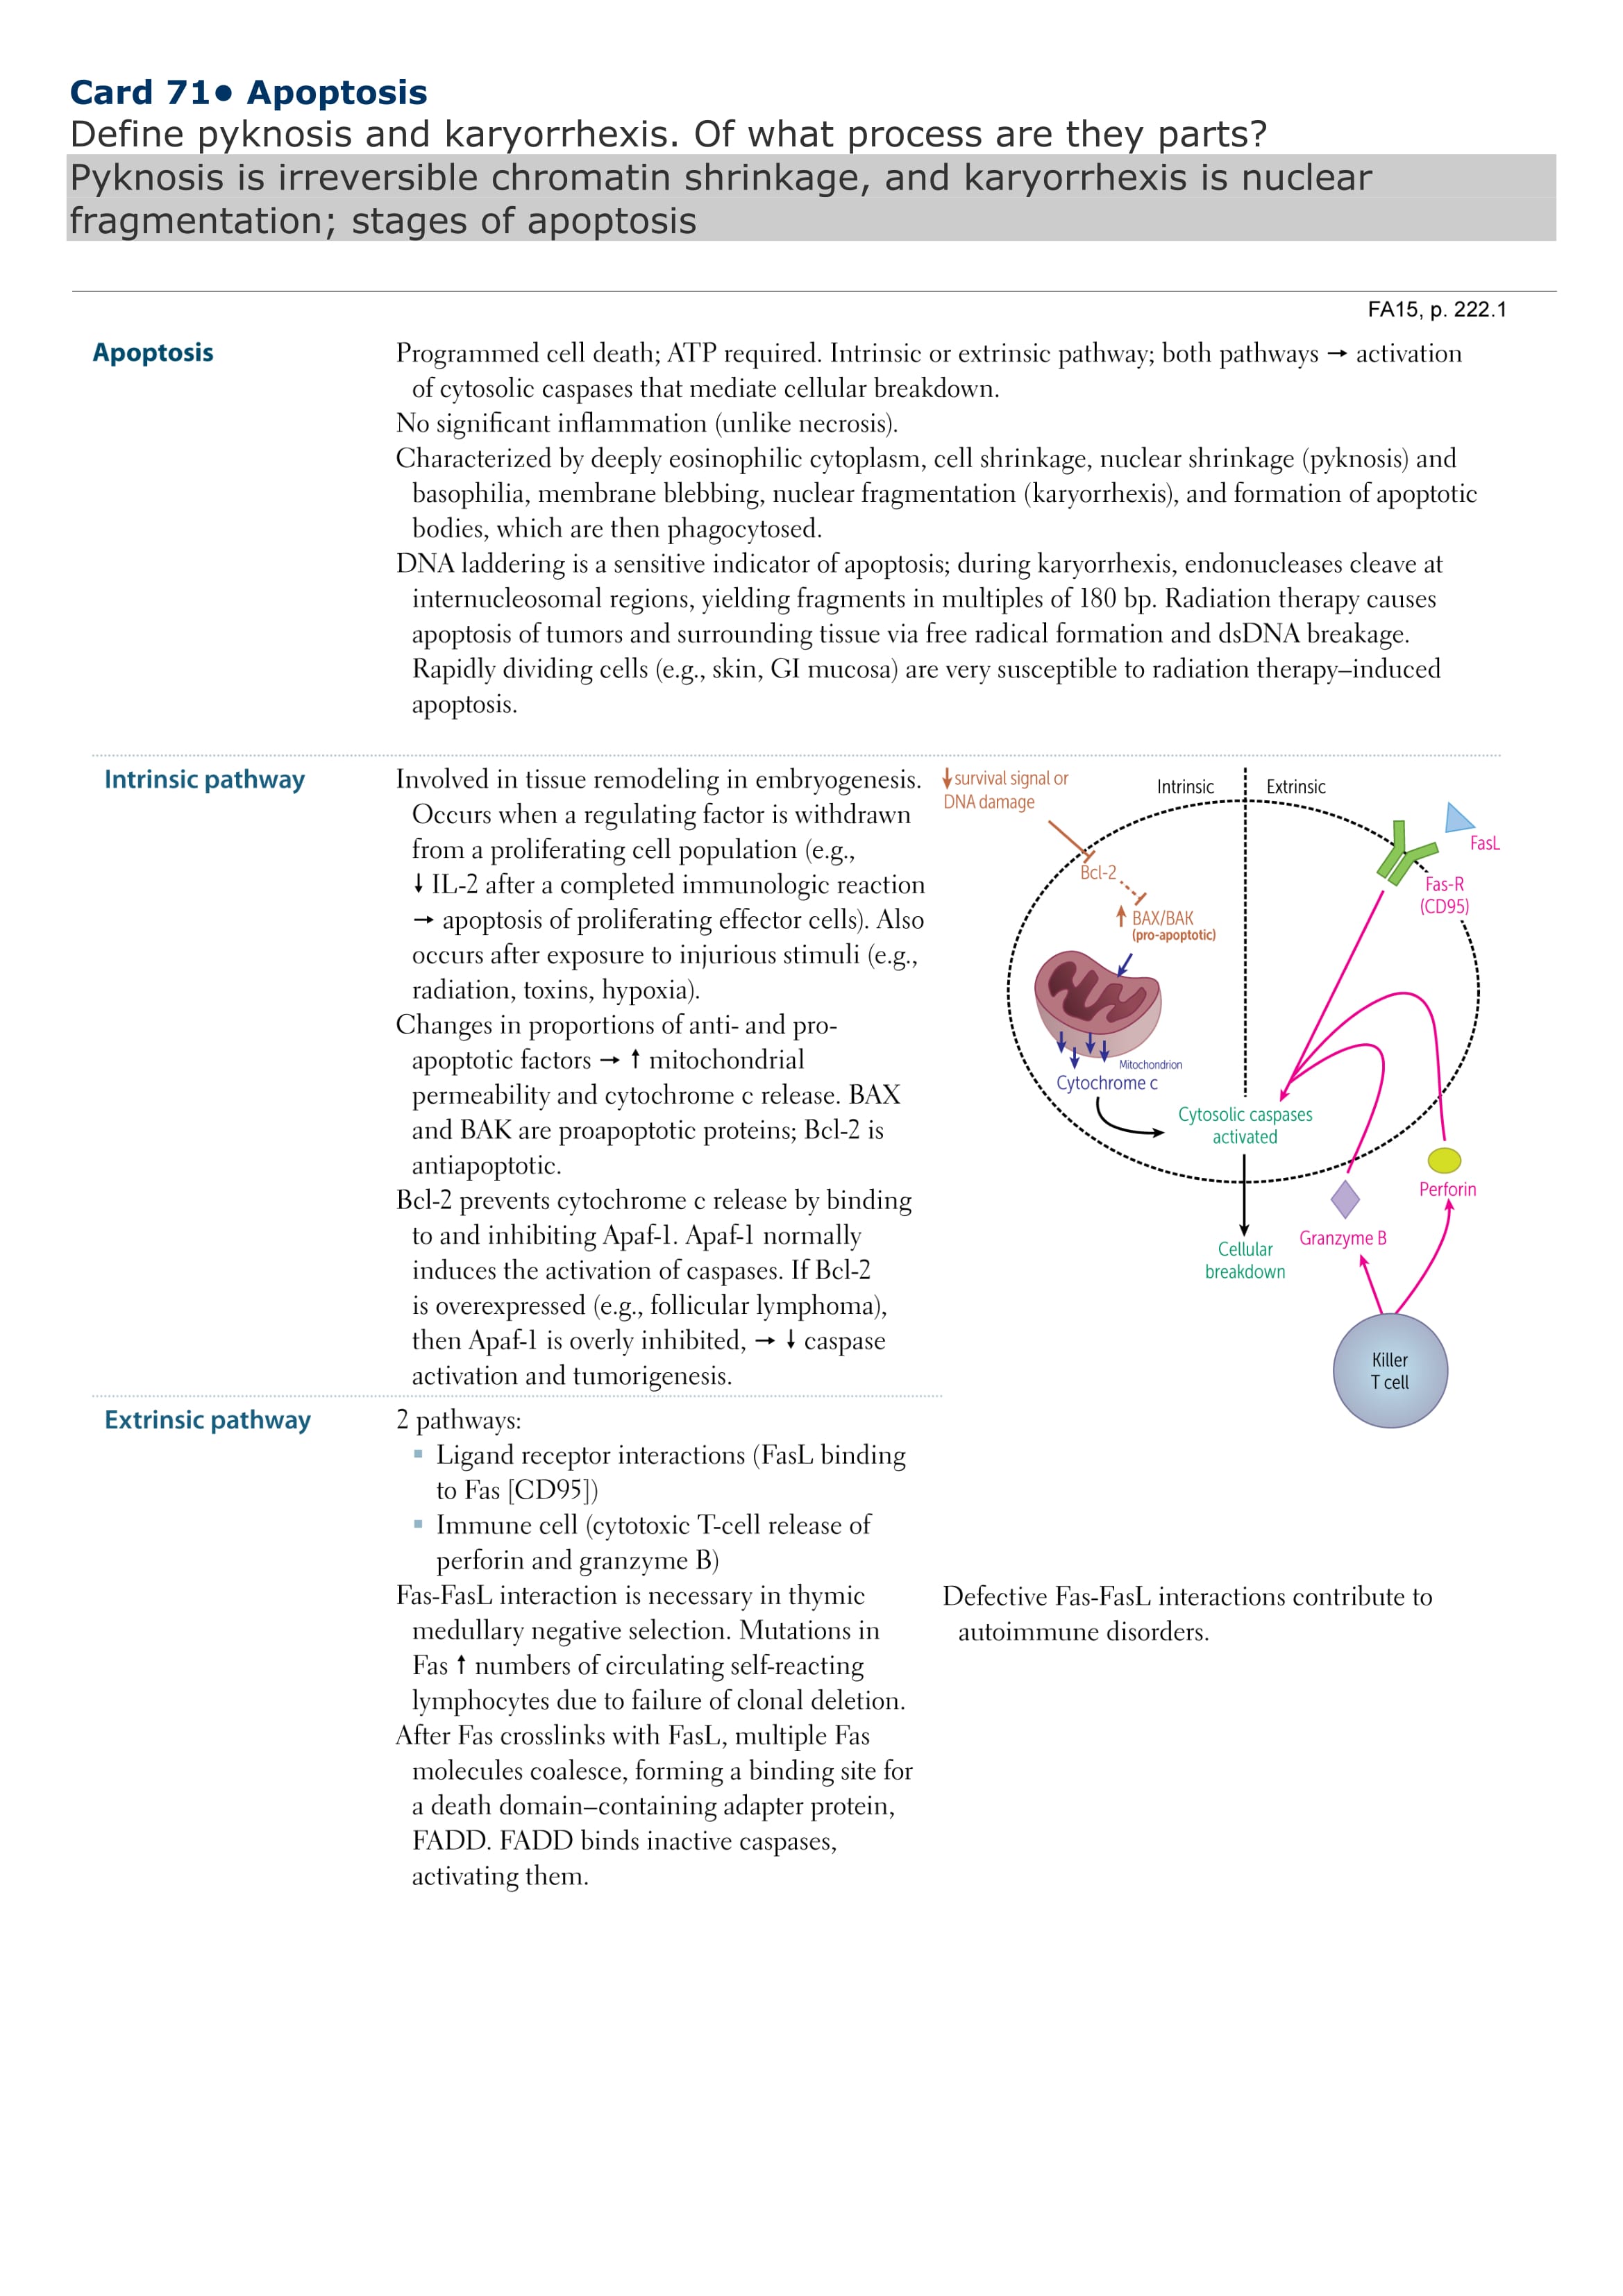 Card 71● Apoptosis
Define pyknosis and karyorrhexis. Of what process are they parts?
Pyknosis is irreversible chromatin shrinkage, and karyorrhexis is nuclear
fragmentation; stages of apoptosis
FA15, p. 222.1
Apoptosis
Programmed cell death; ATP required. Intrinsic or extrinsic pathway; both pathways → activation
of cytosolic caspases that mediate cellular breakdown.
No significant inflammation (unlike necrosis).
Characterized by deeply eosinophilic cytoplasm, cell shrinkage, nuclear shrinkage (pyknosis) and
basophilia, membrane blebbing, nuclear fragmentation (karyorrhexis), and formation of apoptotic
bodies, which are then phagocytosed.
DNA laddering is a sensitive indicator of apoptosis; during karyorrhexis, endonucleases cleave at
internucleosomal regions, yielding fragments in multiples of 180 bp. Radiation therapy causes
apoptosis of tumors and surrounding tissue via free radical formation and dsDNA breakage.
Rapidly dividing cells (e.g., skin, GI mucosa) are very susceptible to radiation therapy–induced
apoptosis.
Intrinsic pathway
Involved in tissue remodeling in embryogenesis.
Occurs when a regulating factor is withdrawn
from a proliferating cell population (e.g.,
↓ IL-2 after a completed immunologic reaction
→ apoptosis of proliferating effector cells). Also
occurs after exposure to injurious stimuli (e.g.,
radiation, toxins, hypoxia).
Changes in proportions of anti- and pro-
apoptotic factors → ↑ mitochondrial
permeability and cytochrome c release. BAX
and BAK are proapoptotic proteins; Bcl-2 is
antiapoptotic.
Bcl-2 prevents cytochrome c release by binding
to and inhibiting Apaf-1. Apaf-1 normally
induces the activation of caspases. If Bcl-2
is overexpressed (e.g., follicular lymphoma),
then Apaf-1 is overly inhibited, → ↓ caspase
activation and tumorigenesis.
↓ survival signal or
DNA damage
Intrinsic
Extrinsic
FasL
Bcl-2
Fas-R
(CD95)
↑ BAX/BAK
(pro-apoptotic)
Mitochondrion
Cytochrome c
Cytosolic caspases
activated
Perforin
Granzyme B
Cellular
breakdown
Killer
T cell
Extrinsic pathway
2 pathways:
▪ Ligand receptor interactions (FasL binding
to Fas [CD95])
▪ Immune cell (cytotoxic T-cell release of
perforin and granzyme B)
Fas-FasL interaction is necessary in thymic
medullary negative selection. Mutations in
Fas ↑ numbers of circulating self-reacting
lymphocytes due to failure of clonal deletion.
After Fas crosslinks with FasL, multiple Fas
molecules coalesce, forming a binding site for
a death domain–containing adapter protein,
FADD. FADD binds inactive caspases,
activating them.
Defective Fas-FasL interactions contribute to
autoimmune disorders.